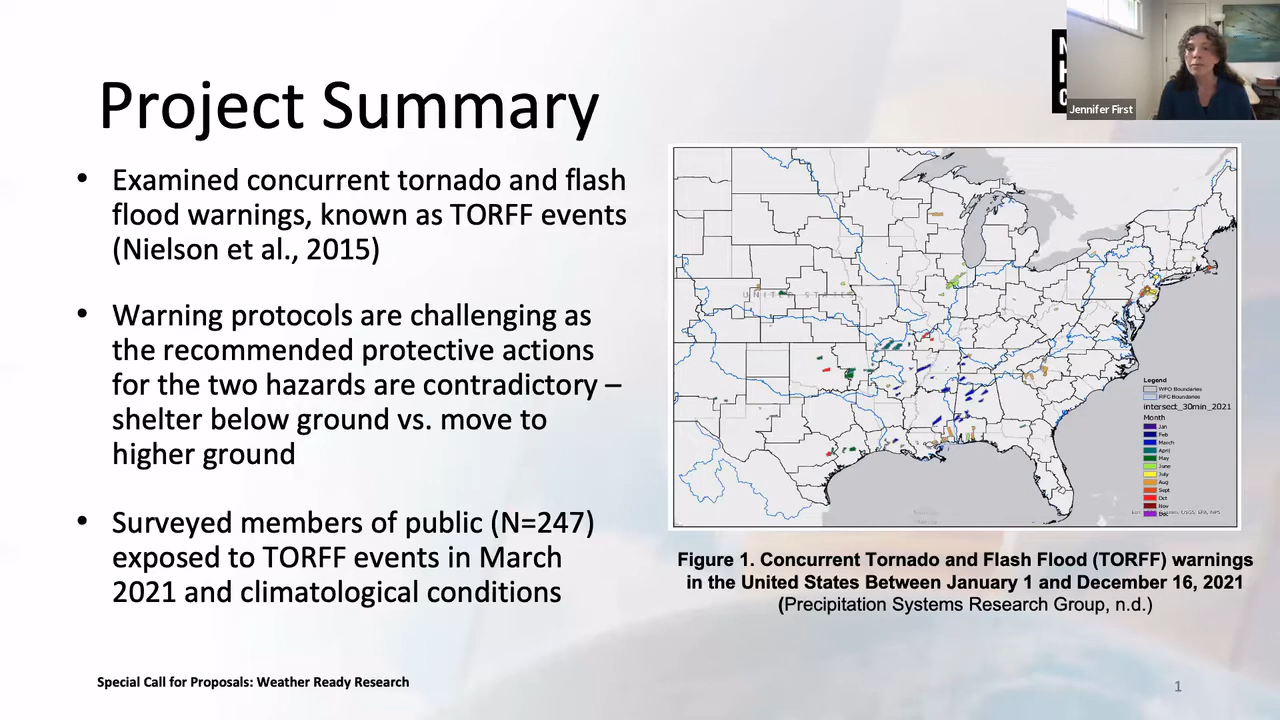 Project Summary
• Examined concurrent tornado and flash
flood warnings, known as TORFF events
(Nielson et al., 2015)
• Warning protocols are challenging as
the recommended protective actions
for the two hazards are contradictory –
shelter below ground vs. move to
higher ground
• Surveyed members of public (N=247)
exposed to TORFF events in March
2021 and climatological conditions
Jennifer First
UNITED STATES
Legend
WFO Boundaries
RFC Boundaries
intersect_30min_2021
Month
Jan
Feb
March
April
May
June
July
Aug
Sept
Oct
Nov
Dec
Figure 1. Concurrent Tornado and Flash Flood (TORFF) warnings
in the United States Between January 1 and December 16, 2021
(Precipitation Systems Research Group, n.d.)
Special Call for Proposals: Weather Ready Research
1